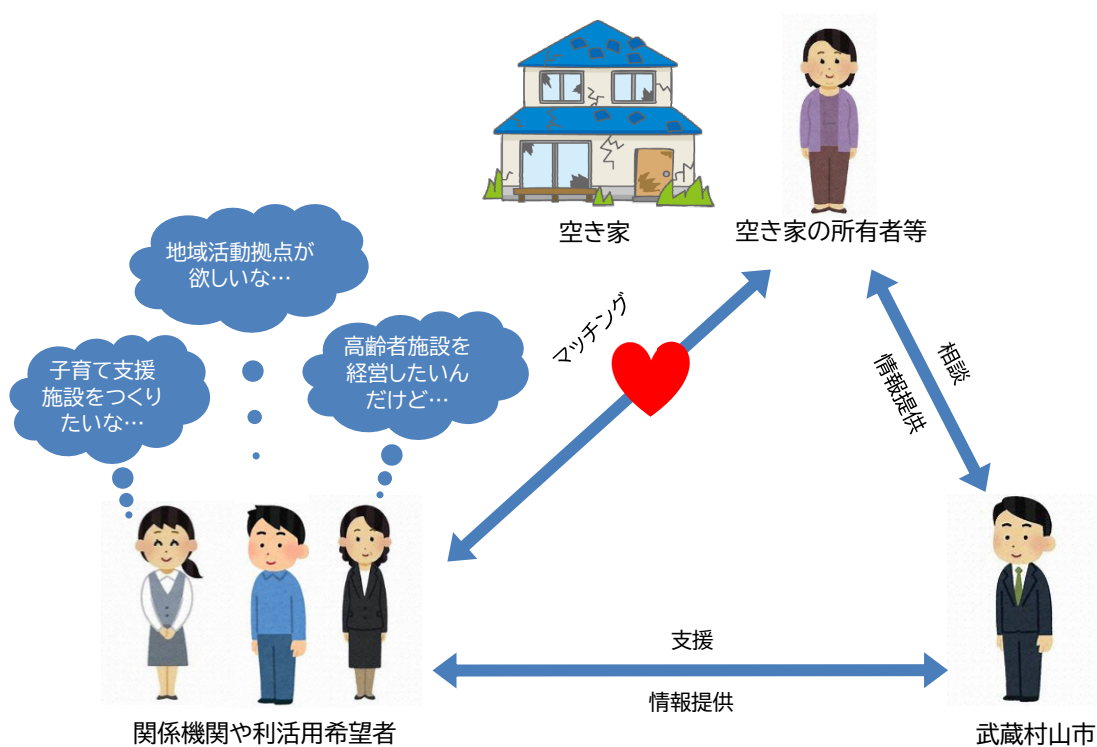 空き家
空き家の所有者等
地域活動拠点が
欲しいな…
子育て支援
施設をつくり
たいな…
高齢者施設を
経営したいん
だけど…
マッチング
相談
情報提供
支援
情報提供
関係機関や利活用希望者
武蔵村山市